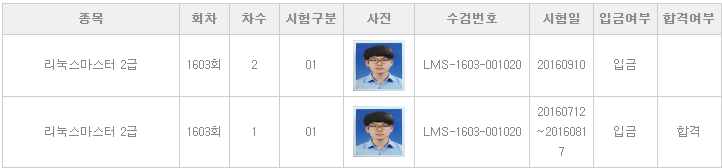 종목 회차 차수 시험구분 사진 수검번호 시험일 입금여부 합격여부
리눅스마스터 2급 1603회 2 01 LMS-1603-001020 20160910 입금
리눅스마스터 2급 1603회 1 01 LMS-1603-001020 20160712
~2016081
7 입금 합격